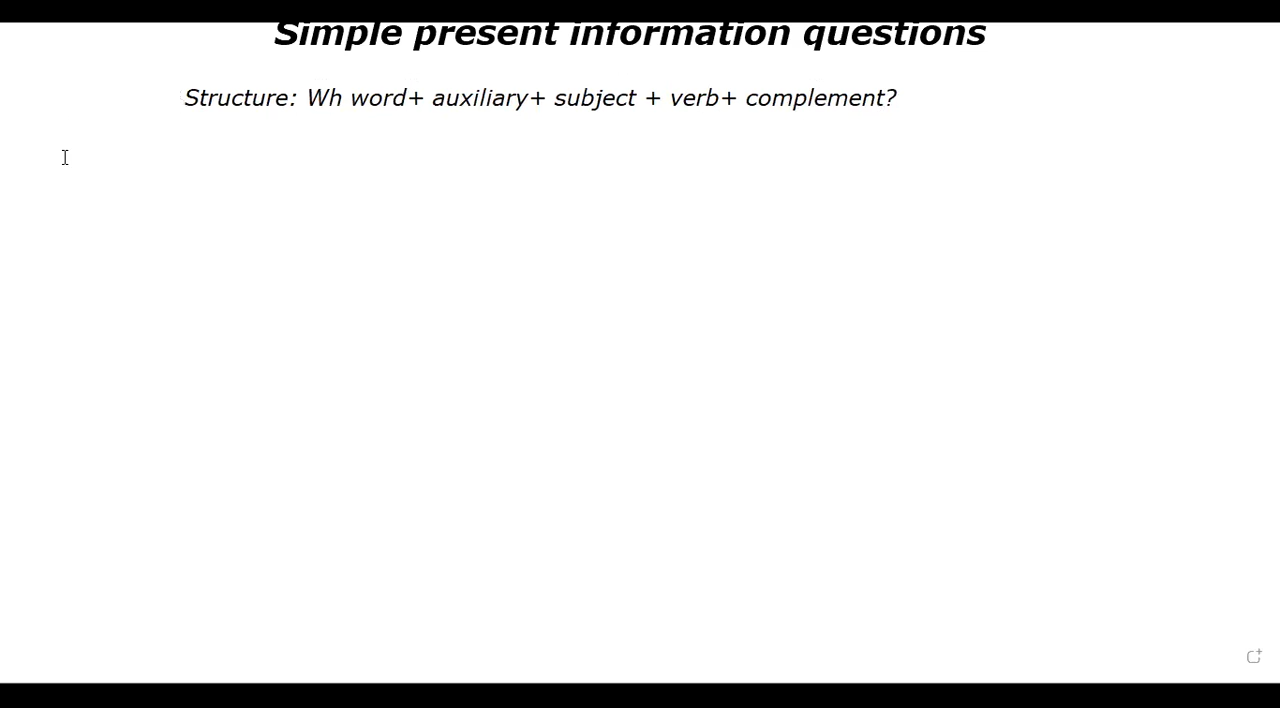 Simple present information questions
Structure: Wh word+ auxiliary+ subject + verb+ complement?